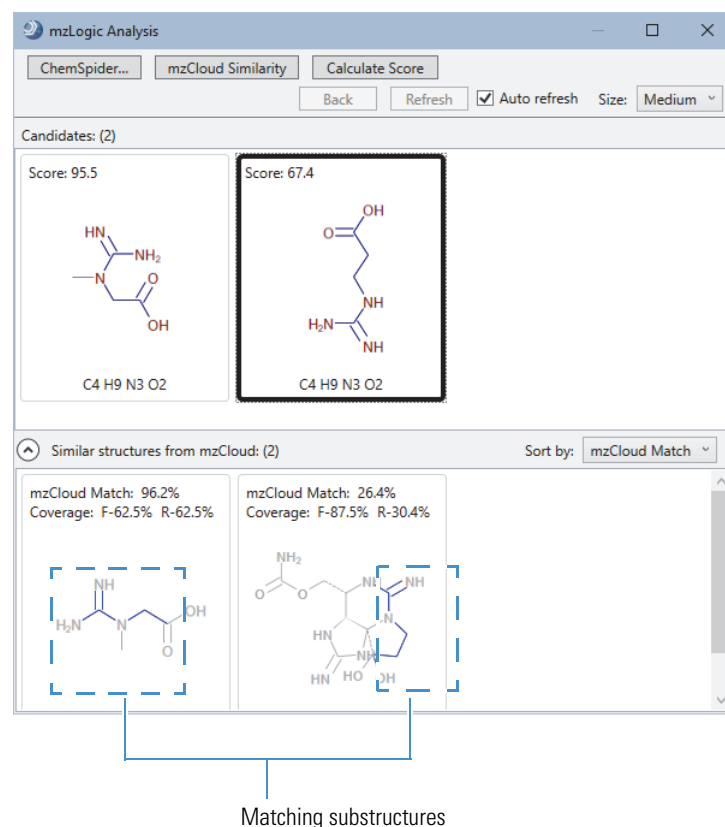 mzLogic Analysis
ChemSpider... mzCloud Similarity Calculate Score
Back Refresh Auto refresh Size: Medium
Candidates: (2)
Score: 95.5
HN
NH2
N
O
OH
C4 H9 N3 O2
Score: 67.4
OH
O
NH
H2N
NH
C4 H9 N3 O2
Similar structures from mzCloud: (2) Sort by: mzCloud Match
mzCloud Match: 96.2%
Coverage: F-62.5% R-62.5%
NH
H2N
N
OH
O
mzCloud Match: 26.4%
Coverage: F-87.5% R-30.4%
NH2
O
O
NH
NH
HN
N
NH
HN
HO
OH
Matching substructures